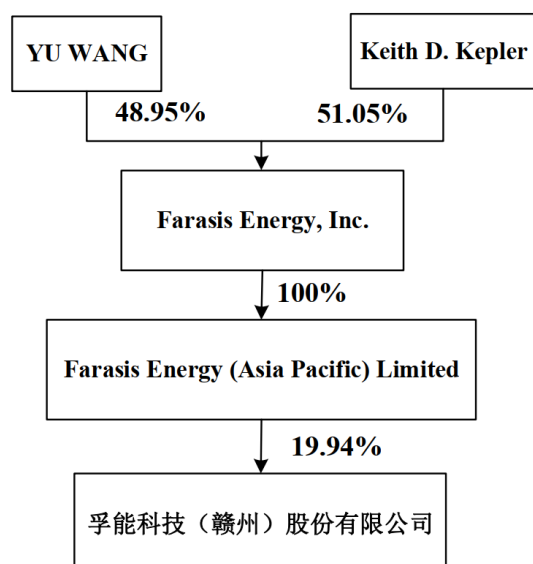 YU WANG
Keith D. Kepler
48.95%
51.05%
Farasis Energy, Inc.
100%
Farasis Energy (Asia Pacific) Limited
19.94%
孚能科技（赣州）股份有限公司